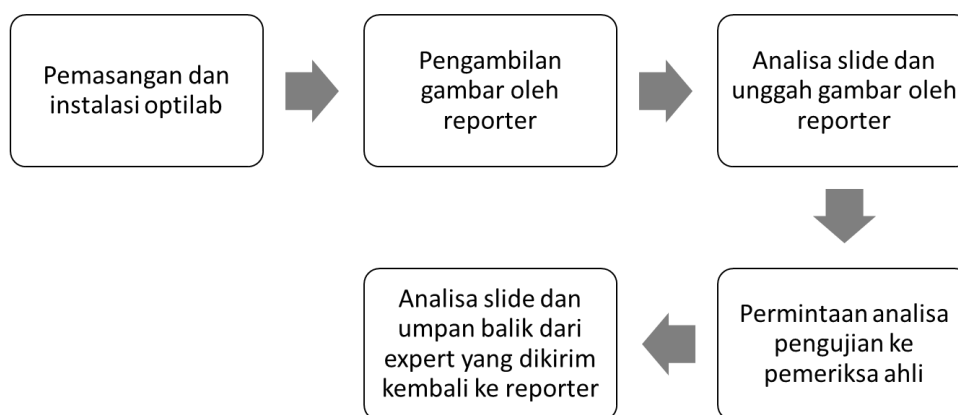 Pemasangan dan
instalasi optilab
Pengambilan
gambar oleh
reporter
Analisa slide dan
unggah gambar oleh
reporter
Permintaan analisa
pengujian ke
pemeriksa ahli
Analisa slide dan
umpan balik dari
expert yang dikirim
kembali ke reporter